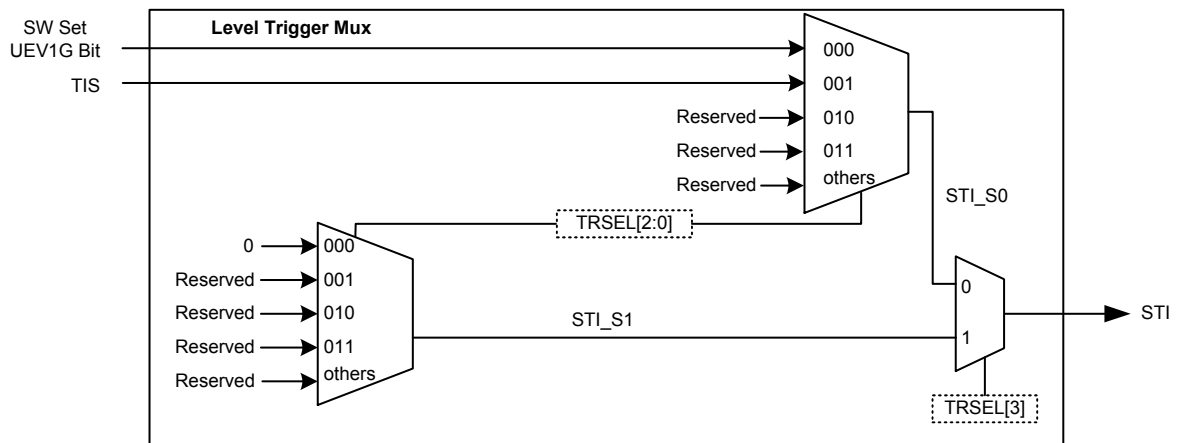 SW Set
UEV1G Bit
Level Trigger Mux
000
TIS
001
Reserved
010
Reserved
011
Reserved
others
STI_S0
TRSEL[2:0]
0
000
Reserved
001
0
Reserved
010
STI_S1
STI
Reserved
011
1
Reserved
others
TRSEL[3]